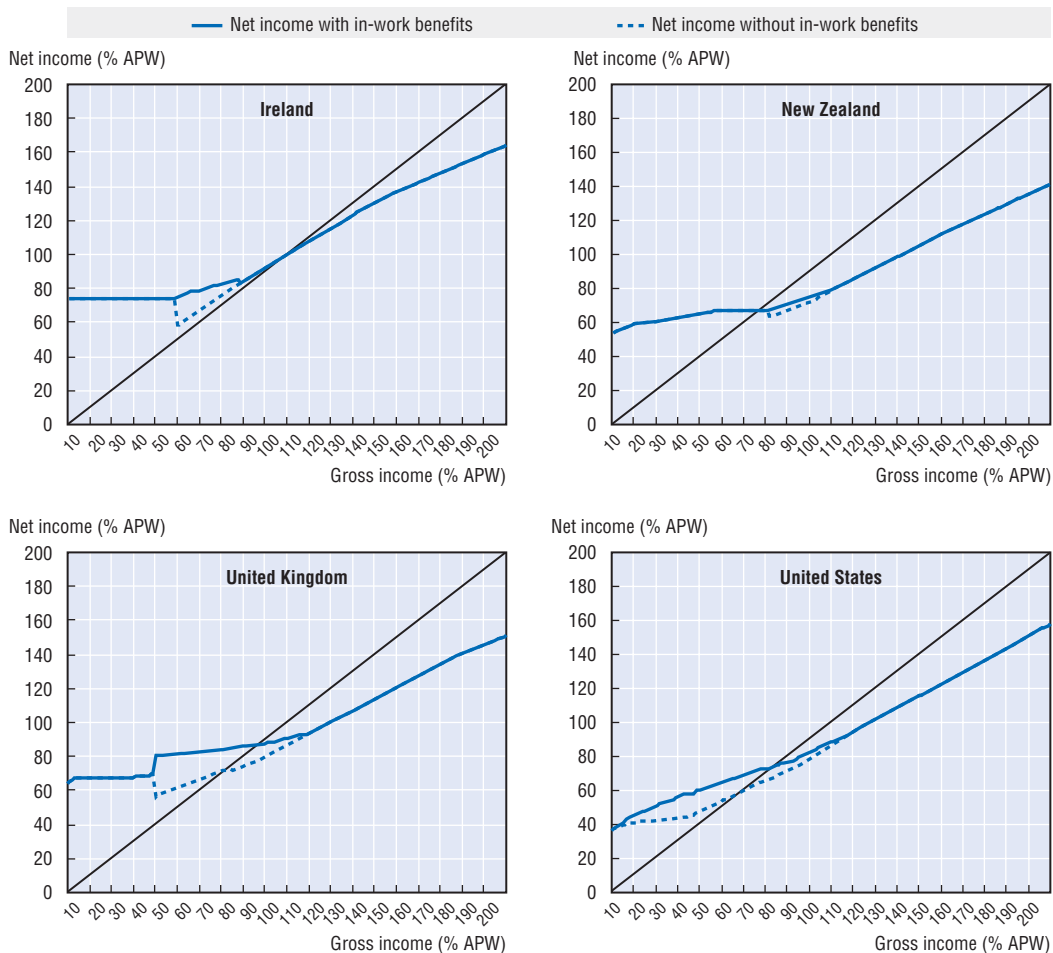 Net income with in-work benefits
Net income without in-work benefits
Net income (% APW)
200
180
160
140
120
100
80
60
40
20
0
Ireland
10 20 30 40 50 60 70 80 90 100 110 120 130 140 150 160 170 180 190 200
Gross income (% APW)
Net income (% APW)
200
180
160
140
120
100
80
60
40
20
0
New Zealand
10 20 30 40 50 60 70 80 90 100 110 120 130 140 150 160 170 180 190 200
Gross income (% APW)
Net income (% APW)
200
180
160
140
120
100
80
60
40
20
0
United Kingdom
10 20 30 40 50 60 70 80 90 100 110 120 130 140 150 160 170 180 190 200
Gross income (% APW)
Net income (% APW)
200
180
160
140
120
100
80
60
40
20
0
United States
10 20 30 40 50 60 70 80 90 100 110 120 130 140 150 160 170 180 190 200
Gross income (% APW)